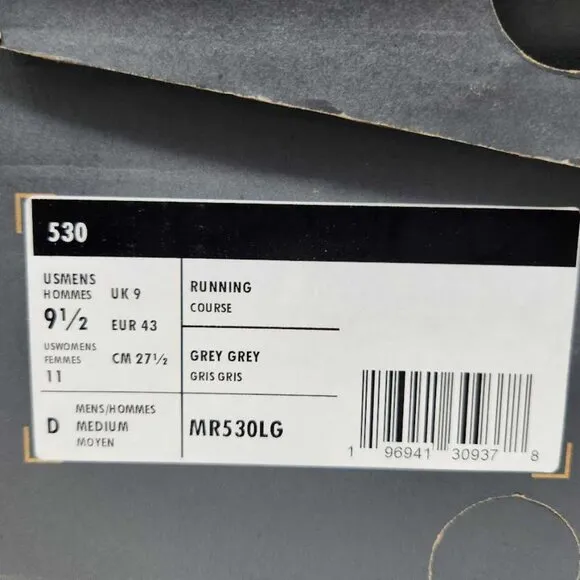 530
USMENS
HOMMES
9½
USWOMENS
FEMMES
11
UK 9
EUR 43
CM 27½
D
MENS/HOMMES
MEDIUM
MOYEN
RUNNING
COURSE
GREY GREY
GRIS GRIS
MR530LG
1 96941 30937 8